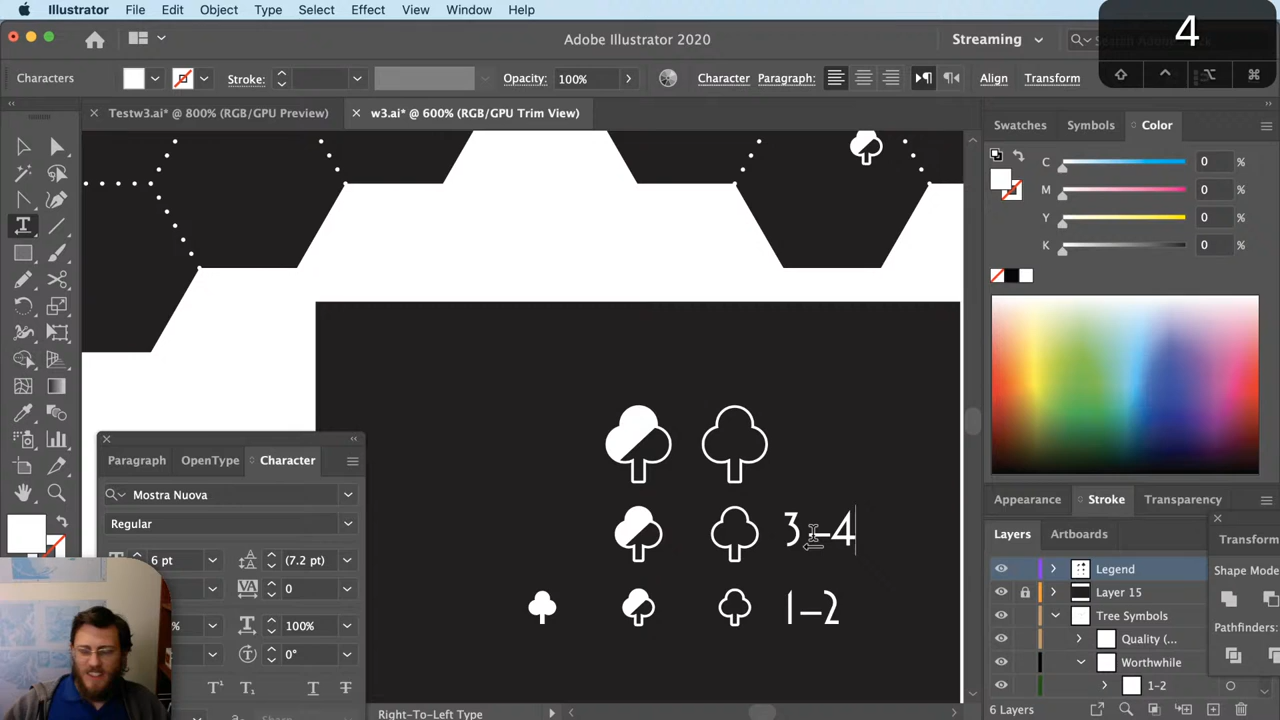 Illustrator File Edit Object Type Select Effect View Window Help
4
Adobe Illustrator 2020
Streaming
Characters
Stroke:
Opacity: 100%
Character
Paragraph:
Align
Transform
Testw3.ai* @ 800% (RGB/GPU Preview)
w3.ai* @ 600% (RGB/GPU Trim View)
Swatches
Symbols
Color
C 0 %
M 0 %
Y 0 %
K 0 %
3–4
1–2
Paragraph
OpenType
Character
Mostra Nuova
Regular
6 pt
(7.2 pt)
0
100%
0°
Right-To-Left Type
Appearance
Stroke
Transparency
Layers
Artboards
Legend
Layer 15
Tree Symbols
Quality (...
Worthwhile
1–2
6 Layers
Transform
Shape Mode
Pathfinders: